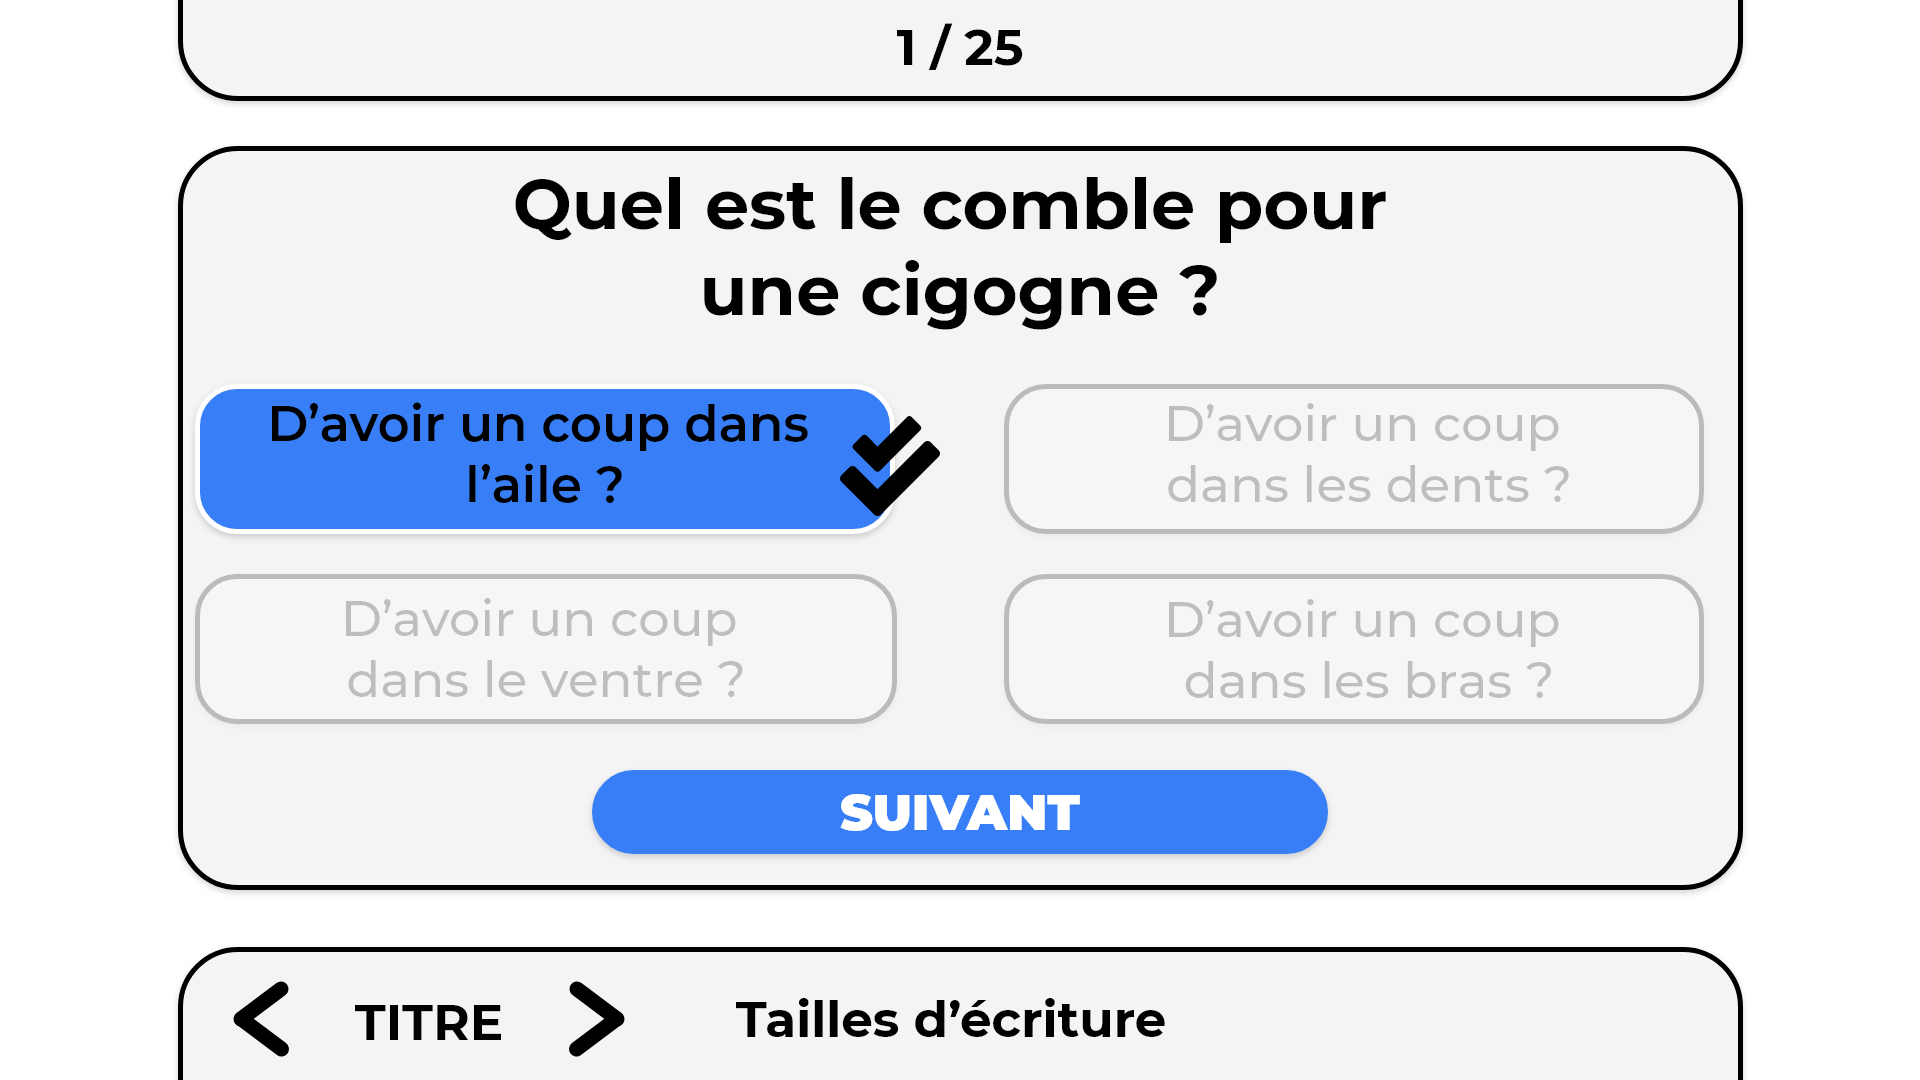 1 / 25
Quel est le comble pour
une cigogne ?
D’avoir un coup dans
l’aile ?
D’avoir un coup
dans les dents ?
D’avoir un coup
dans le ventre ?
D’avoir un coup
dans les bras ?
SUIVANT
TITRE
Tailles d’écriture